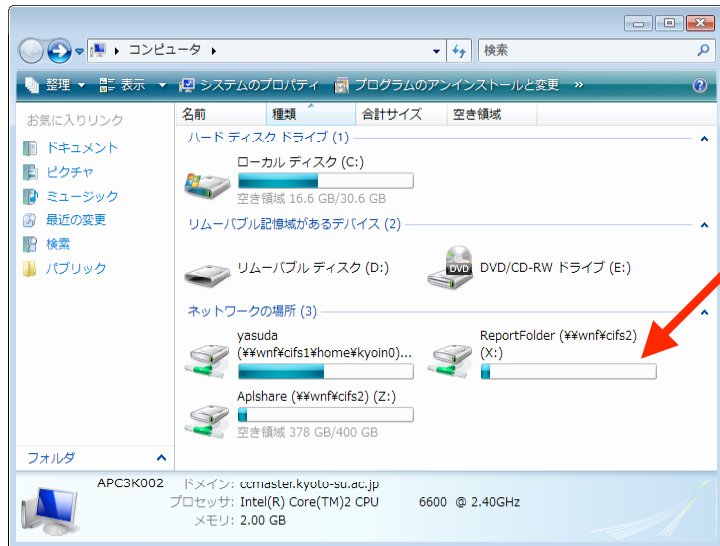 コンピュータ
検索
整理 表示 システムのプロパティ プログラムのアンインストールと変更 »
お気に入りリンク
ドキュメント
ピクチャ
ミュージック
最近の変更
検索
パブリック
フォルダ
名前 種類 合計サイズ 空き領域
ハード ディスク ドライブ (1)
ローカル ディスク (C:)
空き領域 16.6 GB/30.6 GB
リムーバブル記憶域があるデバイス (2)
リムーバブル ディスク (D:)
DVD
DVD/CD-RW ドライブ (E:)
ネットワークの場所 (3)
yasuda
(¥¥wnf¥cifs1¥home¥kyoin0)...
ReportFolder (¥¥wnf¥cifs2)
(X:)
Aplshare (¥¥wnf¥cifs2) (Z:)
空き領域 378 GB/400 GB
APC3K002 ドメイン: ccmaster.kyoto-su.ac.jp
プロセッサ: Intel(R) Core(TM)2 CPU 6600 @ 2.40GHz
メモリ: 2.00 GB